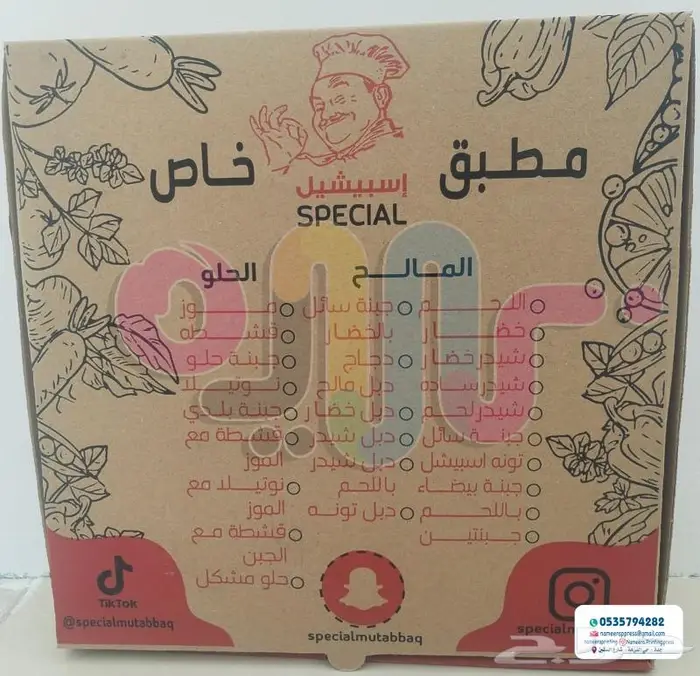 مطبق
خاص
إسبيشيل
SPECIAL
المالح
الحلو
اللحم
خضار
شيدر خضار
شيدر ساده
شيدر لحم
جبنة سائل
تونه اسبيشل
جبنة بيضاء
باللحم
جبنتين
جبنة سائل
بالخضار
دجاج
دبل مالح
دبل خضار
دبل شيدر
دبل شيدر
باللحم
دبل تونه
موز
قشطه
جبنة حلو
نوتيلا
جبنة بلدي
قشطة مع
الموز
نوتيلا مع
الموز
قشطة مع
الجبن
حلو مشكل
TikTok
@specialmutabbaq
specialmutabbaq
0535794282